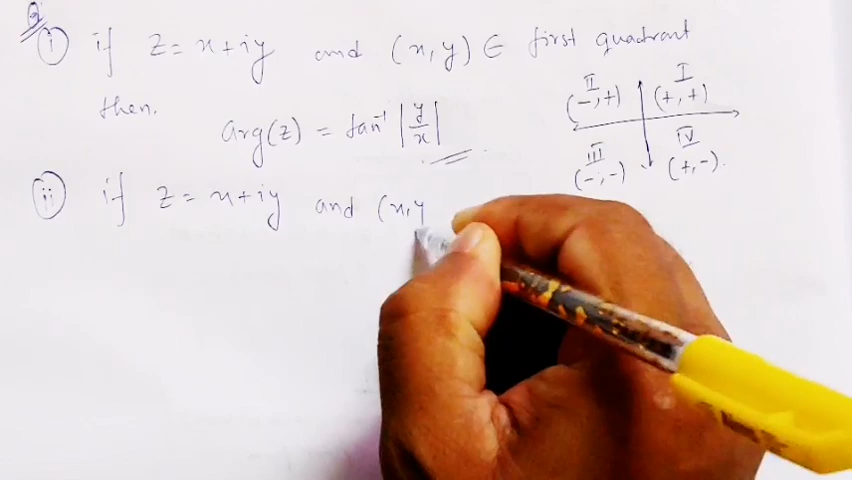 Q
(i) if z = x + iy and (x, y) ∈ first quadrant
then.
arg(z) = tan⁻¹ |y/x|
II (-,+) I (+,+)
III (-,-) IV (+,-).
(ii) if z = x + iy and (x, y